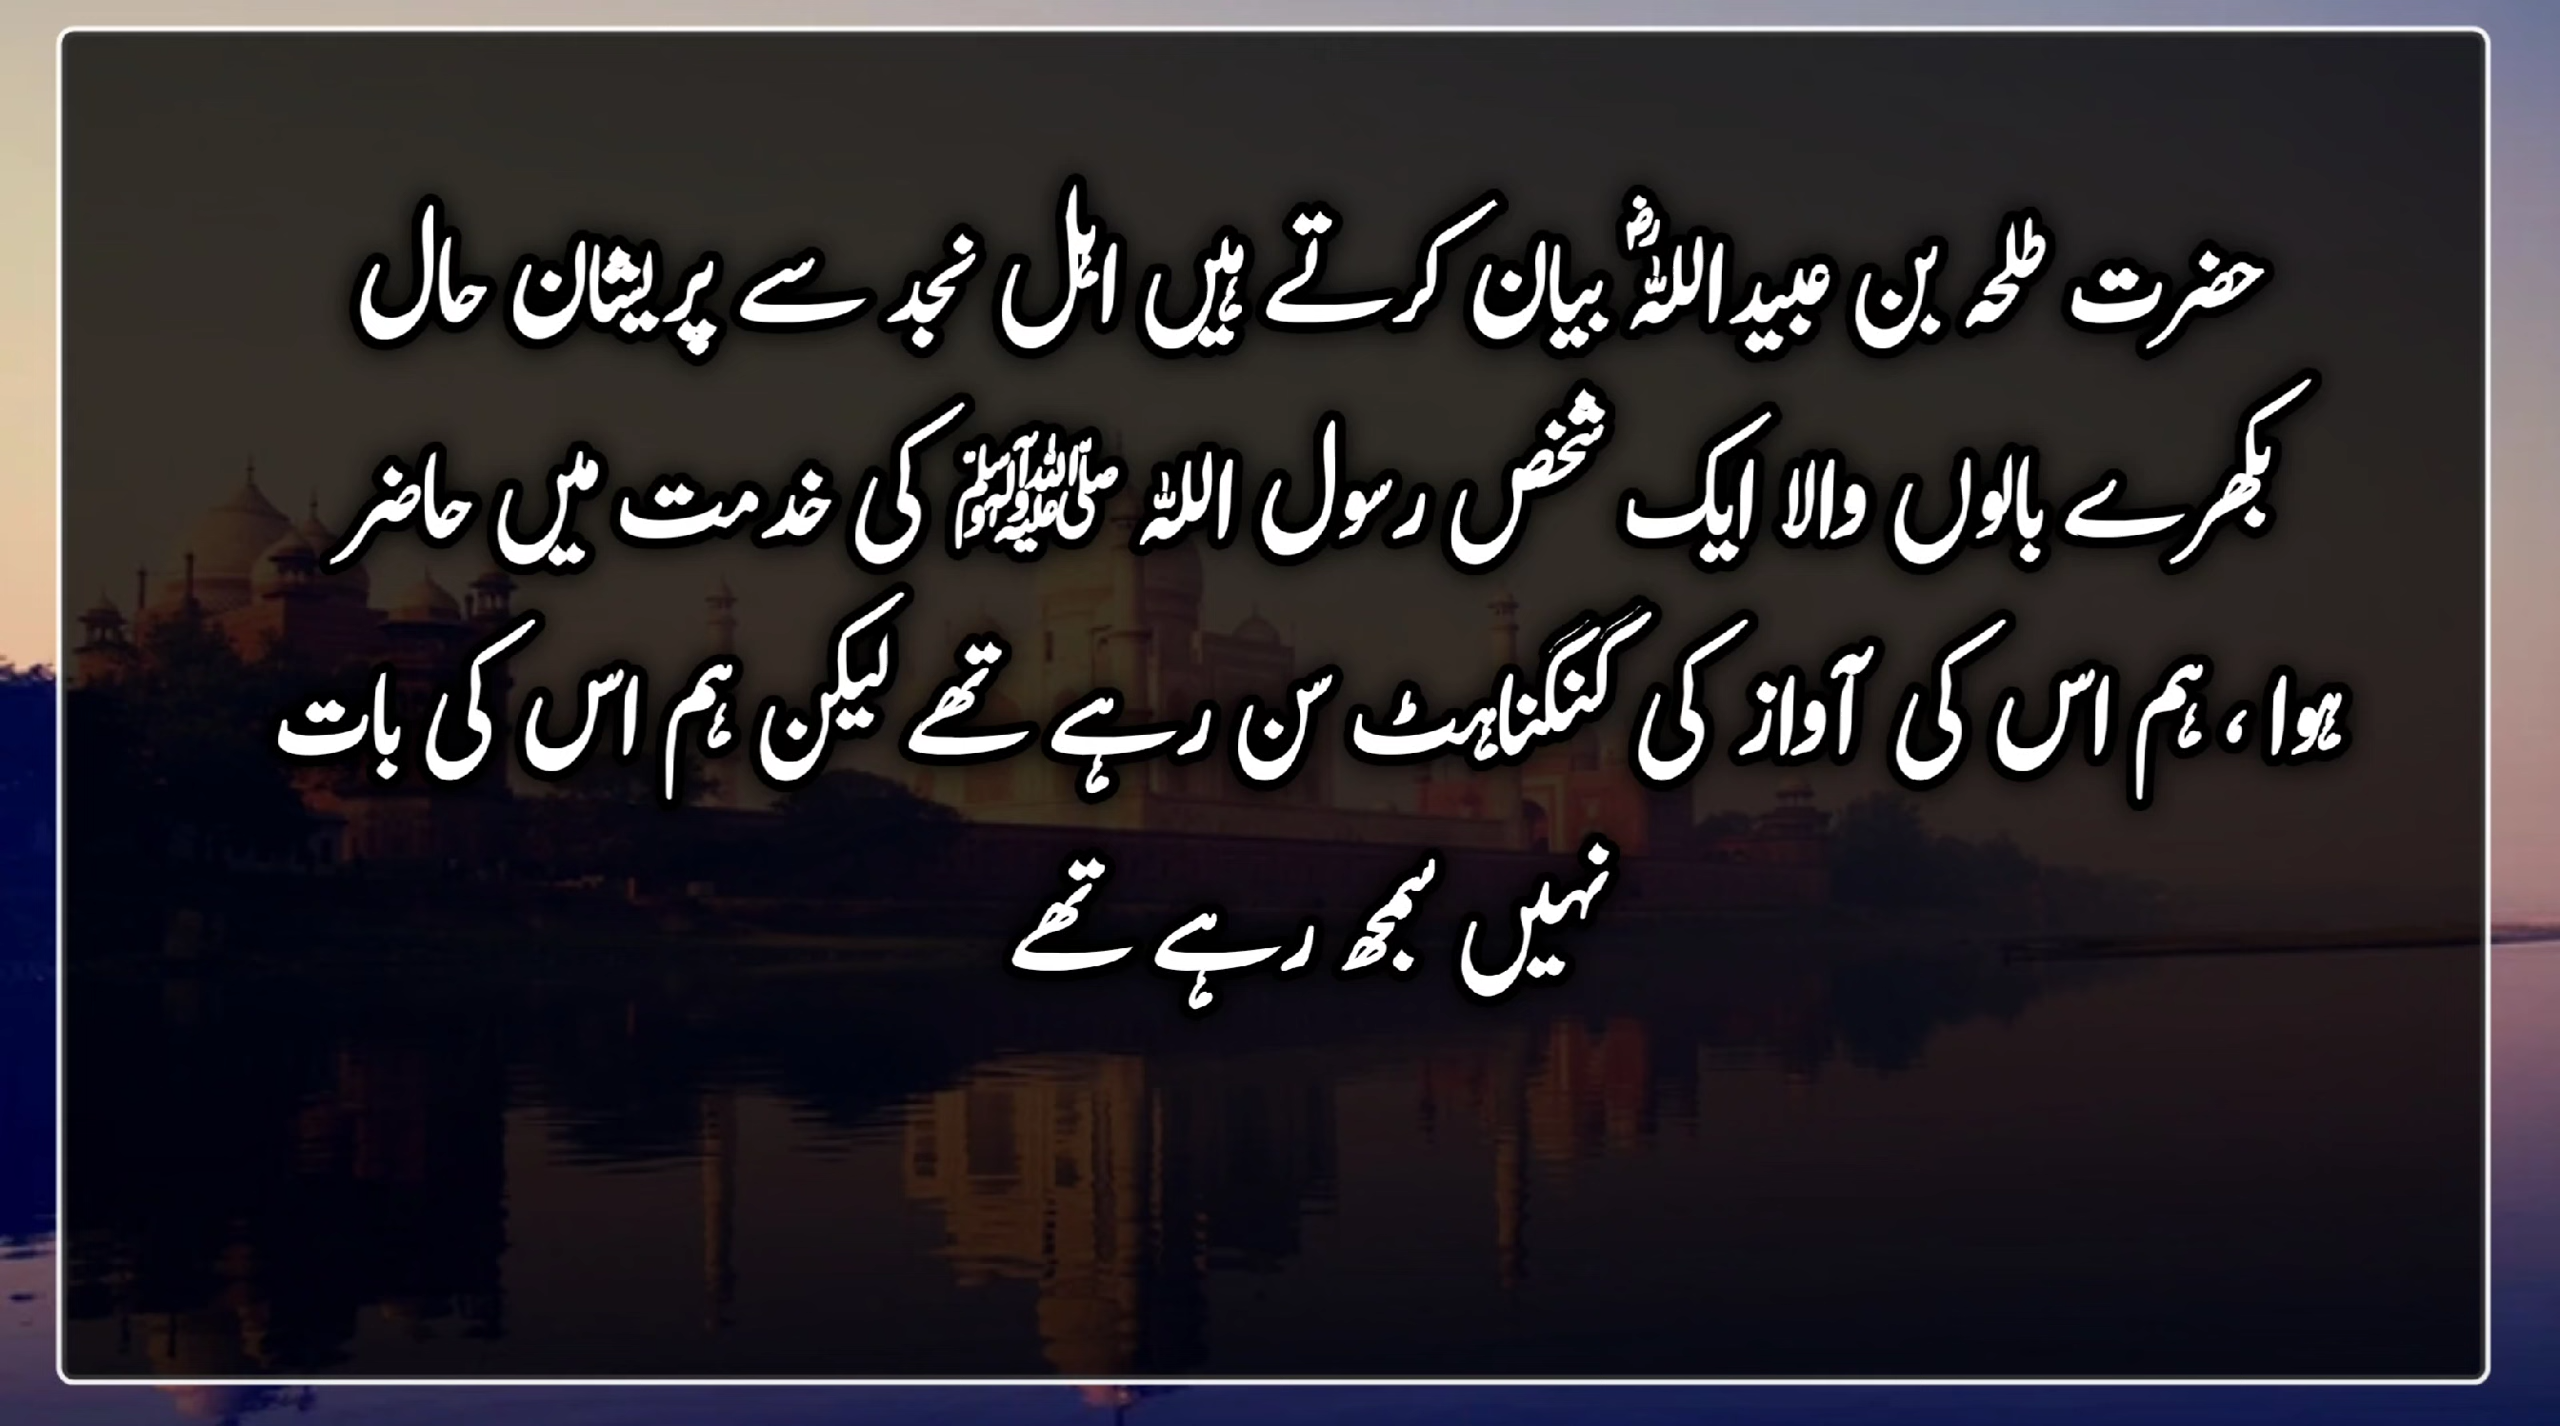 حضرت طلحہ بن عبیداللہؓ بیان کرتے ہیں اہل نجد سے پریشان حال
بکھرے بالوں والا ایک شخص رسول اللہ ﷺ کی خدمت میں حاضر
ہوا ، ہم اس کی آواز کی گنگناہٹ سن رہے تھے لیکن ہم اس کی بات
نہیں سمجھ رہے تھے